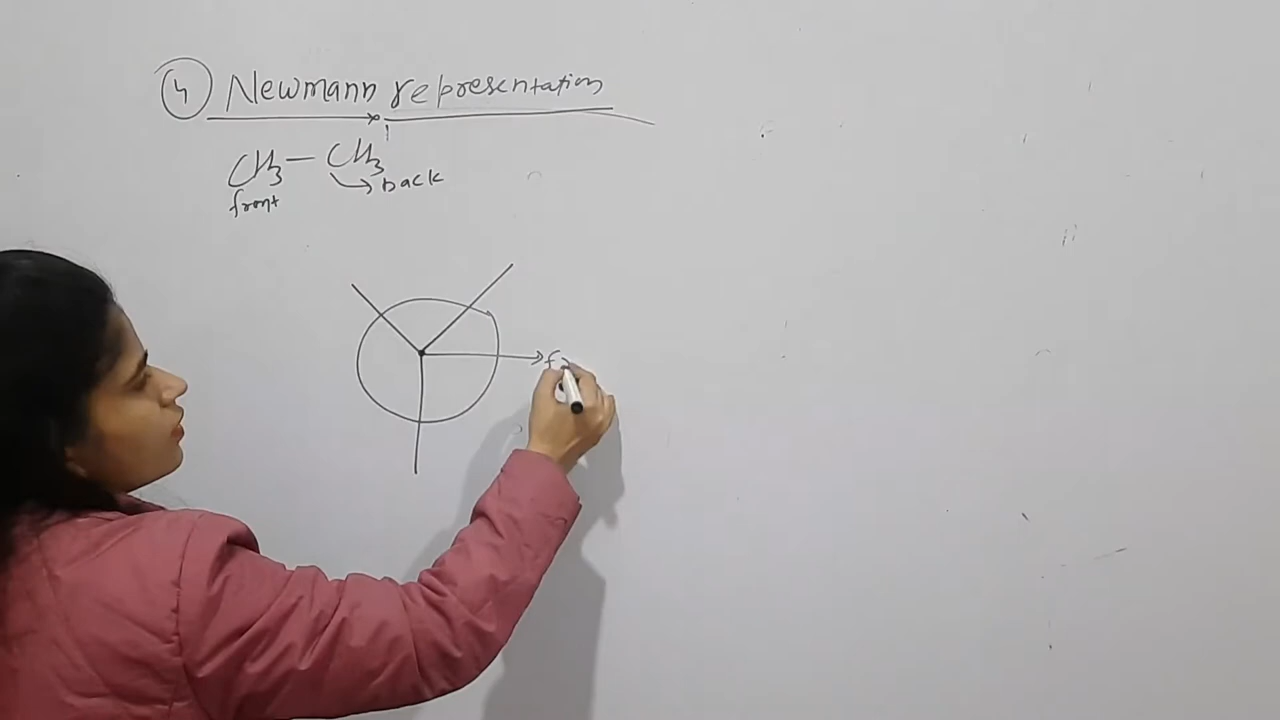 4 Newmann representation
CH3 — CH3
back
front